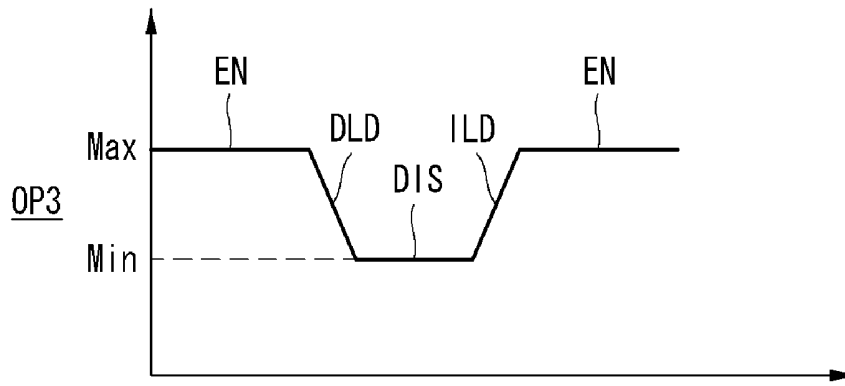 EN
EN
DLD
ILD
Max
DIS
OP3
Min